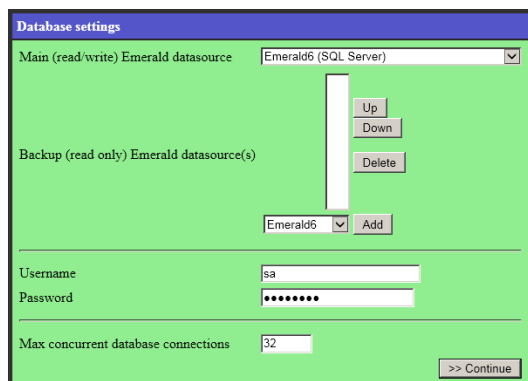 Database settings
Main (read/write) Emerald datasource Emerald6 (SQL Server)
Up
Down
Backup (read only) Emerald datasource(s)
Delete
Emerald6 Add
Username sa
Password ●●●●●●●●
Max concurrent database connections 32
>> Continue